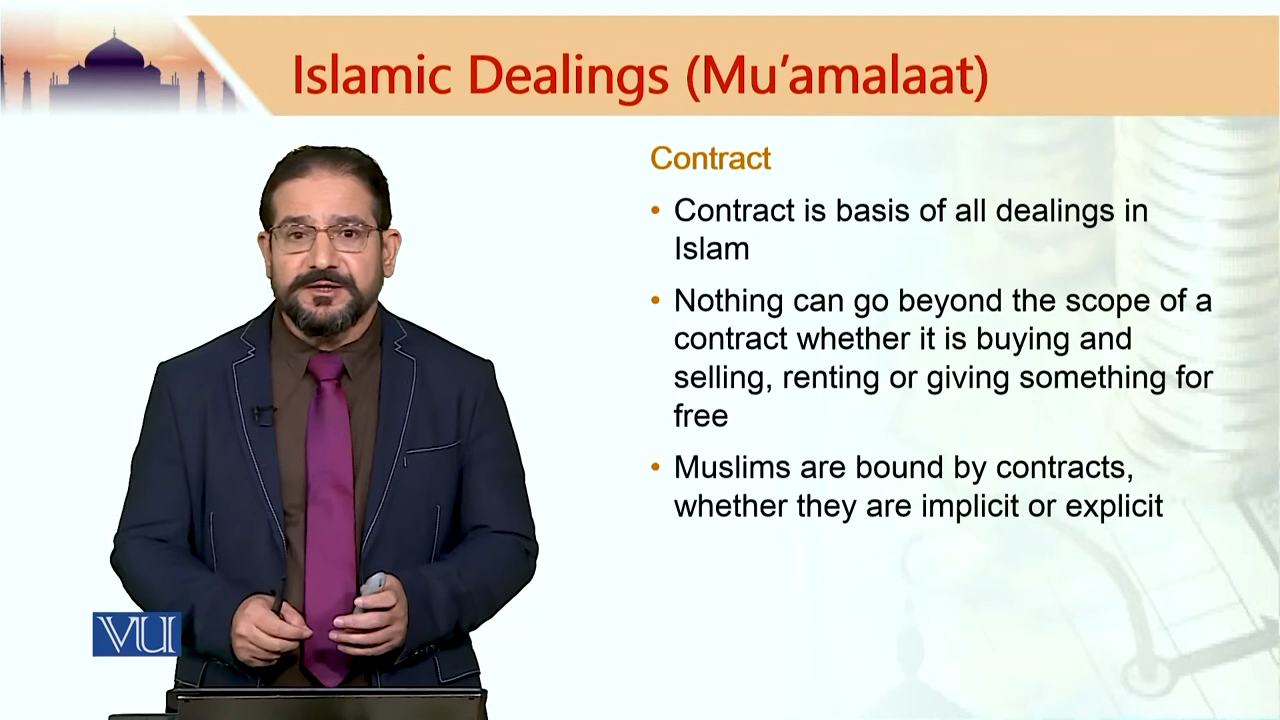 Islamic Dealings (Mu’amalaat)
Contract
• Contract is basis of all dealings in
Islam
• Nothing can go beyond the scope of a
contract whether it is buying and
selling, renting or giving something for
free
• Muslims are bound by contracts,
whether they are implicit or explicit
VU